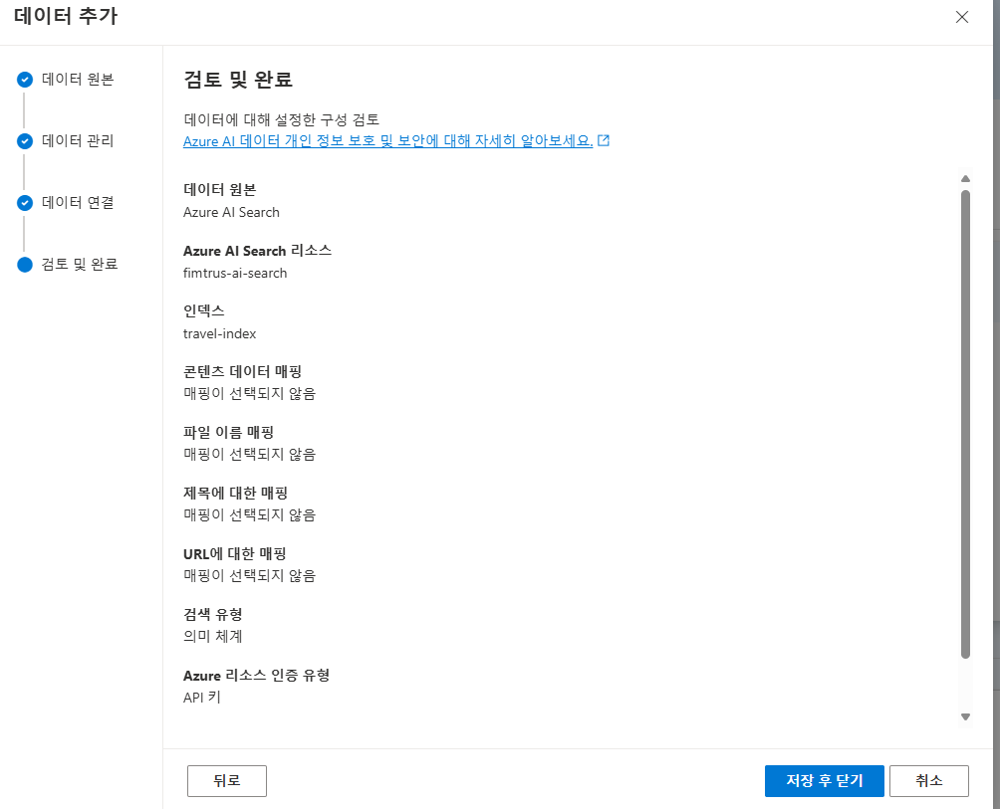 데이터 추가
데이터 원본
데이터 관리
데이터 연결
검토 및 완료
검토 및 완료
데이터에 대해 설정한 구성 검토
Azure AI 데이터 개인 정보 보호 및 보안에 대해 자세히 알아보세요.
데이터 원본
Azure AI Search
Azure AI Search 리소스
fimtrus-ai-search
인덱스
travel-index
콘텐츠 데이터 매핑
매핑이 선택되지 않음
파일 이름 매핑
매핑이 선택되지 않음
제목에 대한 매핑
매핑이 선택되지 않음
URL에 대한 매핑
매핑이 선택되지 않음
검색 유형
의미 체계
Azure 리소스 인증 유형
API 키
뒤로
저장 후 닫기
취소